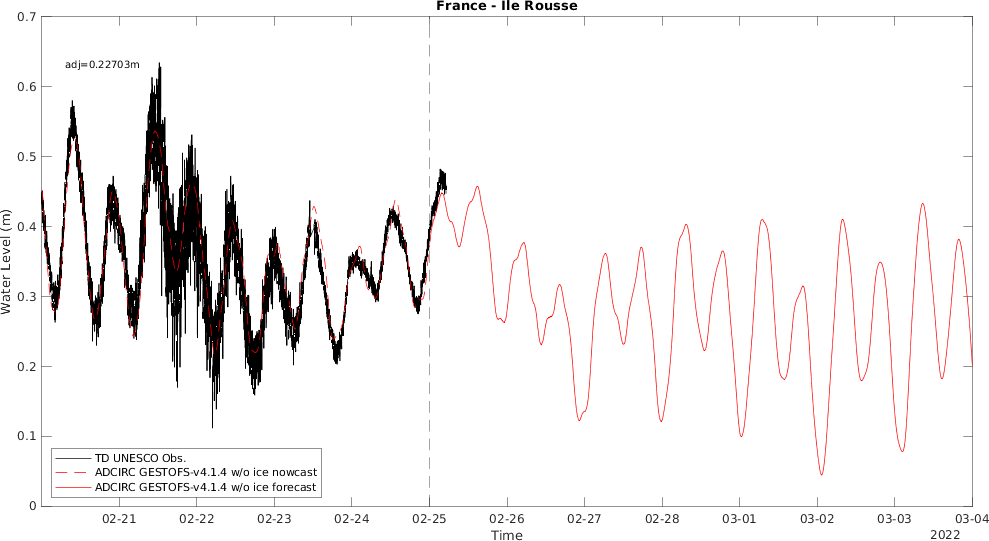 France - Ile Rousse
adj=0.22703m
0.7
0.6
0.5
0.4
0.3
0.2
0.1
0
Water Level (m)
TD UNESCO Obs.
ADCIRC GESTOFS-v4.1.4 w/o ice nowcast
ADCIRC GESTOFS-v4.1.4 w/o ice forecast
02-21 02-22 02-23 02-24 02-25 02-26 02-27 02-28 03-01 03-02 03-03 03-04
Time
2022